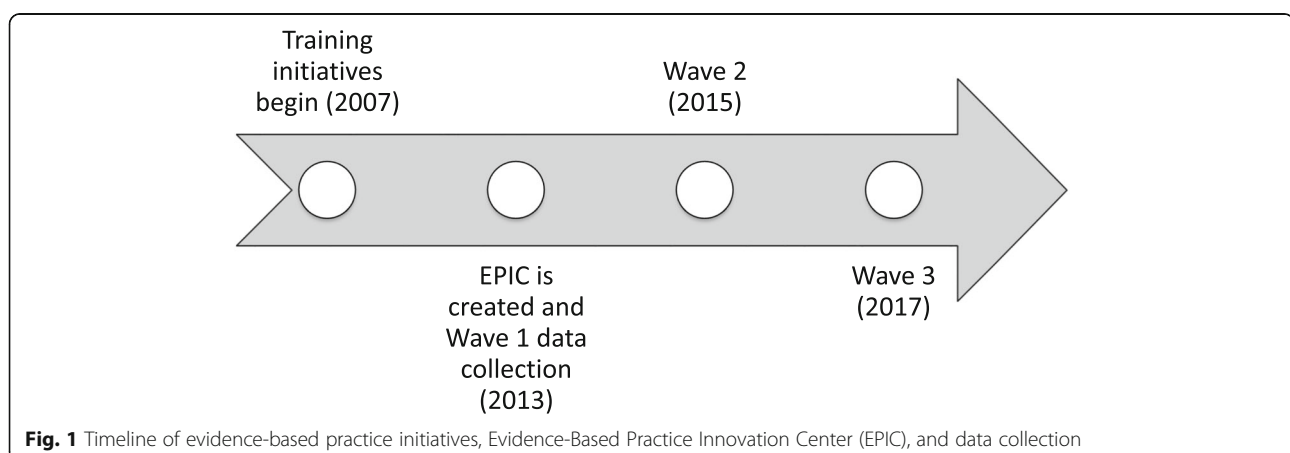 Training
initiatives
begin (2007)
EPIC is
created and
Wave 1 data
collection
(2013)
Wave 2
(2015)
Wave 3
(2017)
Fig. 1 Timeline of evidence-based practice initiatives, Evidence-Based Practice Innovation Center (EPIC), and data collection